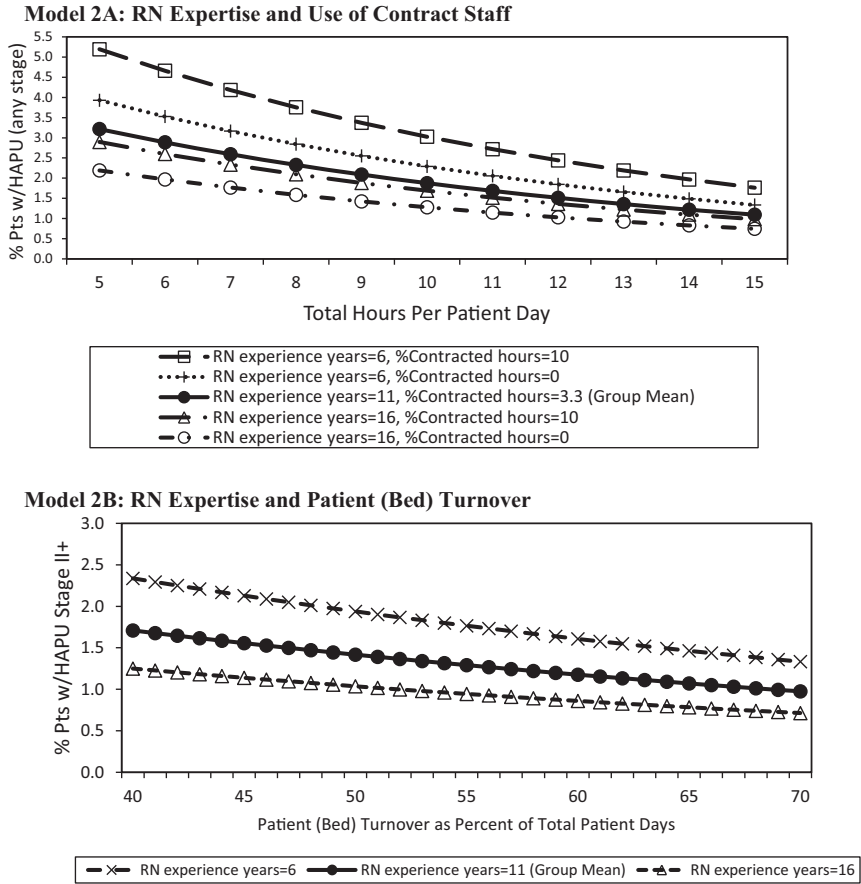 Model 2A: RN Expertise and Use of Contract Staff
% Pts w/HAPU (any stage)
5.5
5.0
4.5
4.0
3.5
3.0
2.5
2.0
1.5
1.0
0.5
0.0
5 6 7 8 9 10 11 12 13 14 15
Total Hours Per Patient Day
RN experience years=6, %Contracted hours=10
RN experience years=6, %Contracted hours=0
RN experience years=11, %Contracted hours=3.3 (Group Mean)
RN experience years=16, %Contracted hours=10
RN experience years=16, %Contracted hours=0
Model 2B: RN Expertise and Patient (Bed) Turnover
% Pts w/HAPU Stage II+
3.0
2.5
2.0
1.5
1.0
0.5
0.0
40 45 50 55 60 65 70
Patient (Bed) Turnover as Percent of Total Patient Days
RN experience years=6 RN experience years=11 (Group Mean) RN experience years=16